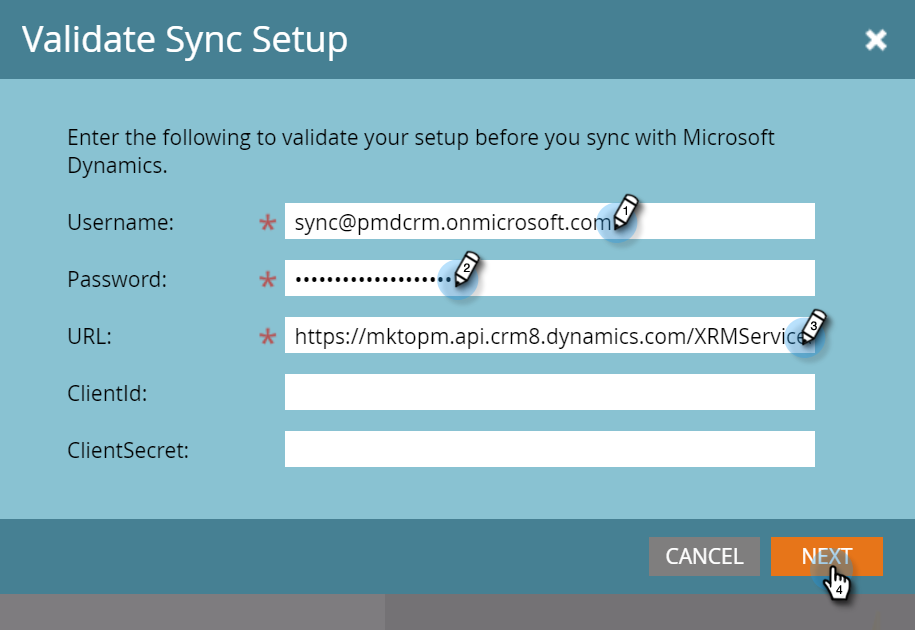 Validate Sync Setup
Enter the following to validate your setup before you sync with Microsoft
Dynamics.
Username: * sync@pmdcrm.onmicrosoft.com 1
Password: * •••••••••••••••••••• 2
URL: * https://mktopm.api.crm8.dynamics.com/XRMService 3
ClientId:
ClientSecret:
CANCEL NEXT
4